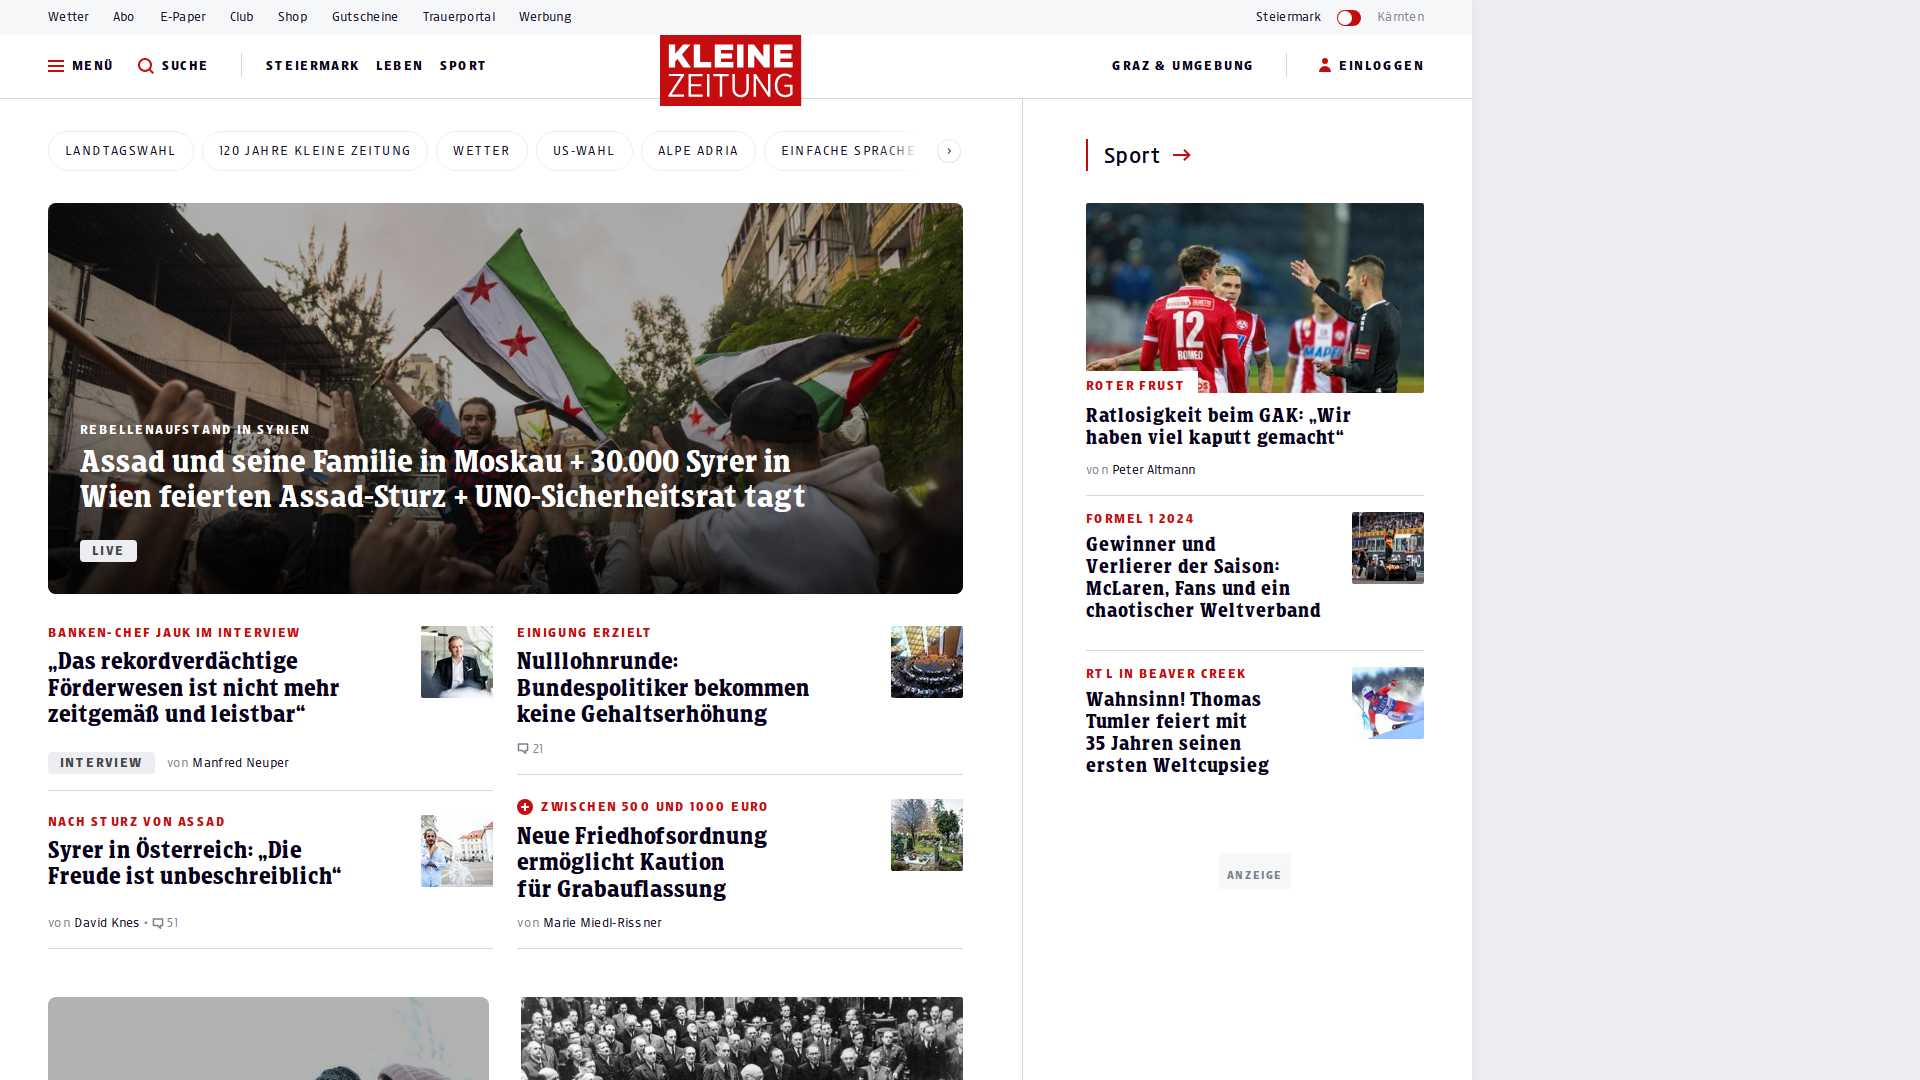 Wetter Abo E-Paper Club Shop Gutscheine Trauerportal Werbung Steiermark Kärnten
MENÜ SUCHE STEIERMARK LEBEN SPORT KLEINE ZEITUNG GRAZ & UMGEBUNG EINLOGGEN
LANDTAGSWAHL 120 JAHRE KLEINE ZEITUNG WETTER US-WAHL ALPE ADRIA EINFACHE SPRACHE
REBELLENAUFSTAND IN SYRIEN
Assad und seine Familie in Moskau + 30.000 Syrer in
Wien feierten Assad-Sturz + UNO-Sicherheitsrat tagt
LIVE
BANKEN-CHEF JAUK IM INTERVIEW
„Das rekordverdächtige
Förderwesen ist nicht mehr
zeitgemäß und leistbar“
INTERVIEW von Manfred Neuper
NACH STURZ VON ASSAD
Syrer in Österreich: „Die
Freude ist unbeschreiblich“
von David Knes • 51
EINIGUNG ERZIELT
Nulllohnrunde:
Bundespolitiker bekommen
keine Gehaltserhöhung
21
ZWISCHEN 500 UND 1000 EURO
Neue Friedhofsordnung
ermöglicht Kaution
für Grabauflassung
von Marie Miedl-Rissner
Sport
12
ROMEO
ROTER FRUST
Ratlosigkeit beim GAK: „Wir
haben viel kaputt gemacht“
von Peter Altmann
FORMEL 1 2024
Gewinner und
Verlierer der Saison:
McLaren, Fans und ein
chaotischer Weltverband
RTL IN BEAVER CREEK
Wahnsinn! Thomas
Tumler feiert mit
35 Jahren seinen
ersten Weltcupsieg
ANZEIGE